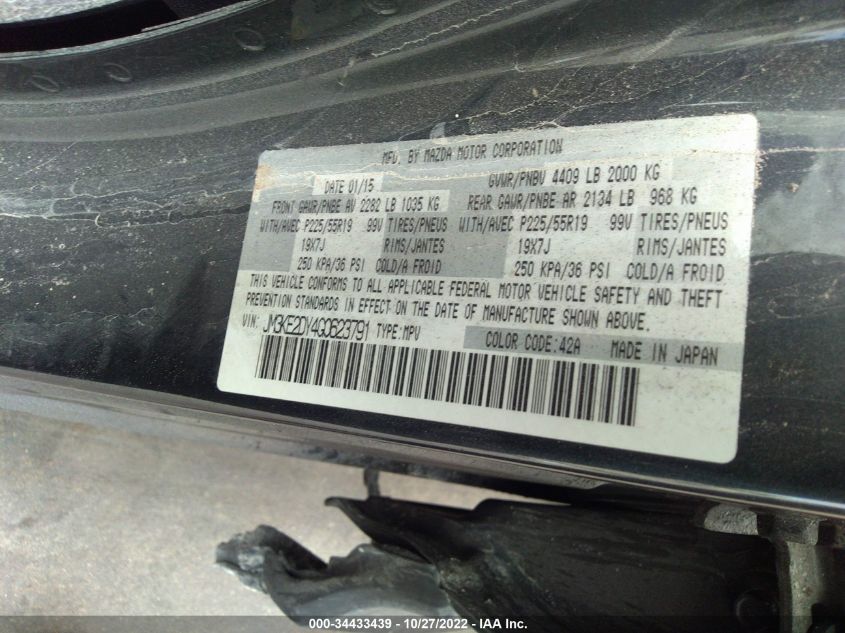 MFD. BY MAZDA MOTOR CORPORATION
DATE 01/15 GVWR/PNBV 4409 LB 2000 KG
FRONT GAWR/PNBE AV 2282 LB 1035 KG REAR GAWR/PNBE AR 2134 LB 968 KG
WITH/AVEC P225/55R19 99V TIRES/PNEUS WITH/AVEC P225/55R19 99V TIRES/PNEUS
19X7J RIMS/JANTES 19X7J RIMS/JANTES
250 KPA/36 PSI COLD/A FROID 250 KPA/36 PSI COLD/A FROID
THIS VEHICLE CONFORMS TO ALL APPLICABLE FEDERAL MOTOR VEHICLE SAFETY AND THEFT
PREVENTION STANDARDS IN EFFECT ON THE DATE OF MANUFACTURE SHOWN ABOVE.
VIN: JM3KE2DY4G0623791 TYPE:MPV COLOR CODE:42A MADE IN JAPAN
000-34433439 - 10/27/2022 - IAA Inc.